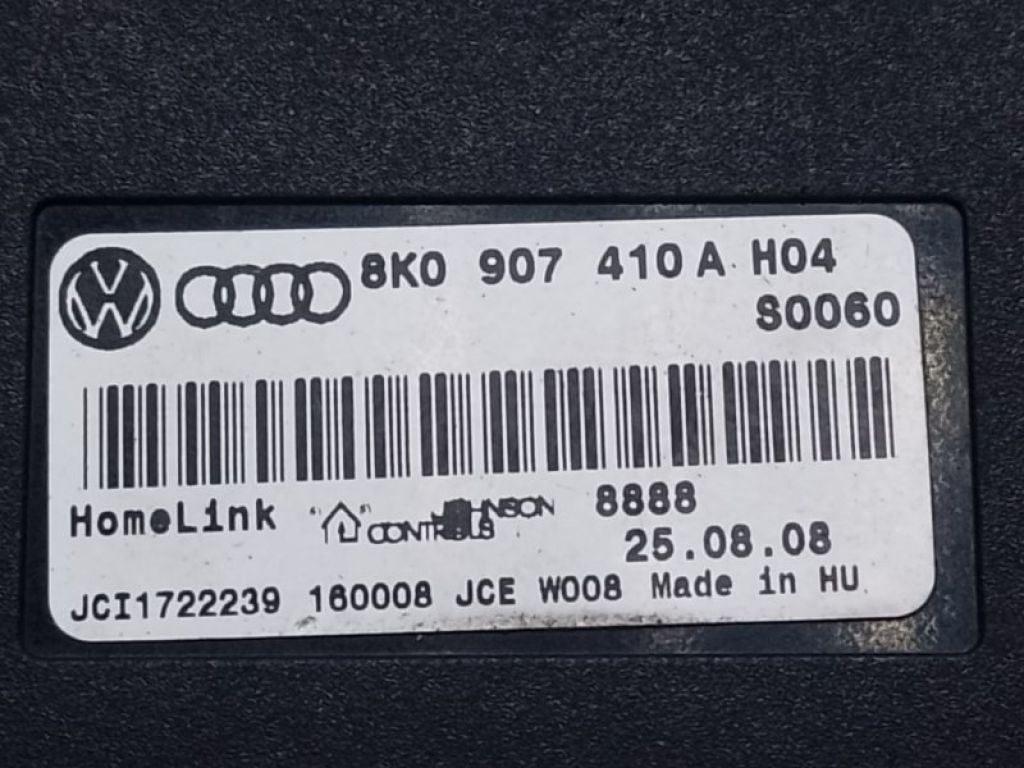 8K0 907 410 A H04
S0060
HomeLink JOHNSON CONTROLS 8888
25.08.08
JCI1722239 160008 JCE W008 Made in HU